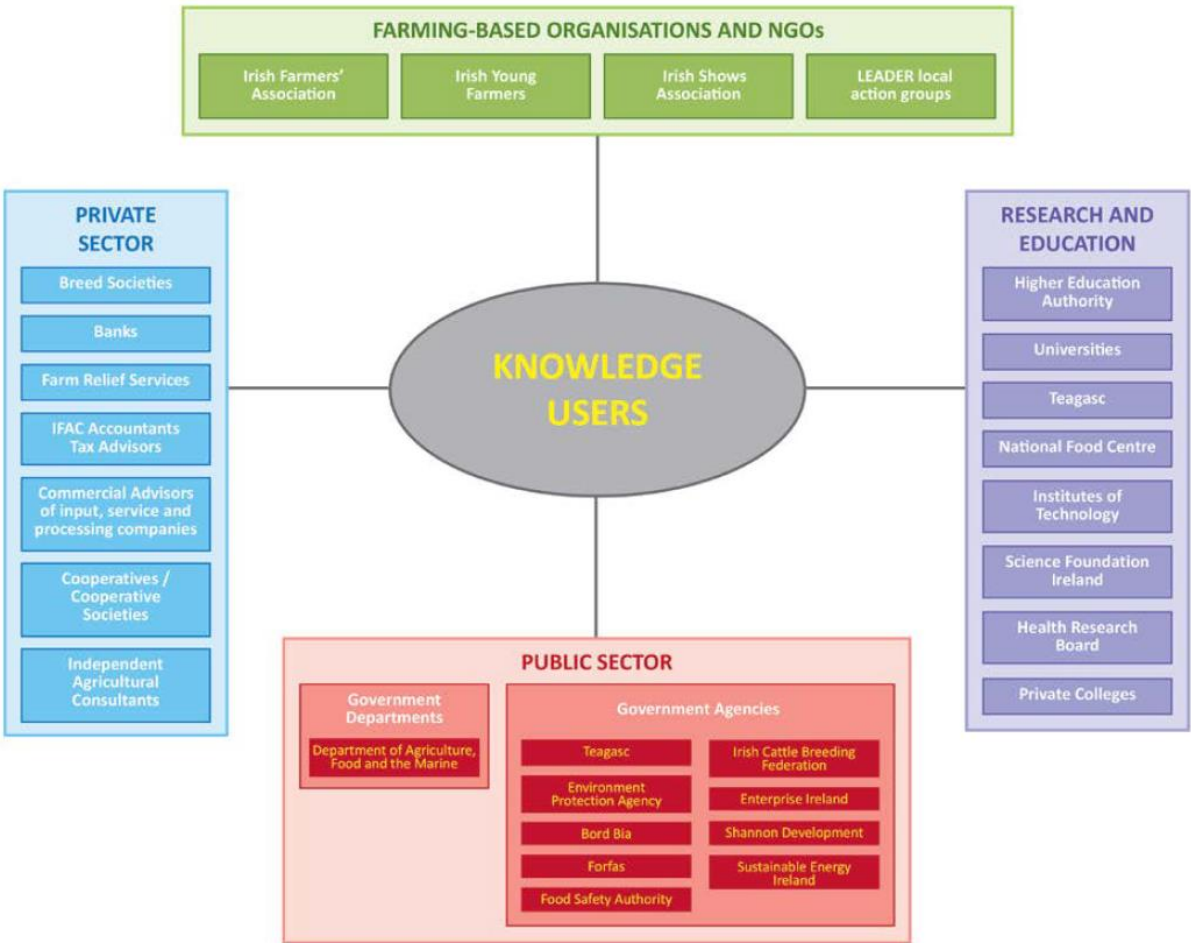 FARMING-BASED ORGANISATIONS AND NGOs
Irish Farmers'
Association
Irish Young
Farmers
Irish Shows
Association
LEADER local
action groups
PRIVATE
SECTOR
Breed Societies
Banks
Farm Relief Services
IFAC Accountants
Tax Advisors
Commercial Advisors
of input, service and
processing companies
Cooperatives /
Cooperative
Societies
Independent
Agricultural
Consultants
KNOWLEDGE
USERS
RESEARCH AND
EDUCATION
Higher Education
Authority
Universities
Teagasc
National Food Centre
Institutes of
Technology
Science Foundation
Ireland
Health Research
Board
Private Colleges
PUBLIC SECTOR
Government
Departments
Department of Agriculture,
Food and the Marine
Government Agencies
Teagasc
Environment
Protection Agency
Bord Bia
Forfas
Food Safety Authority
Irish Cattle Breeding
Federation
Enterprise Ireland
Shannon Development
Sustainable Energy
Ireland